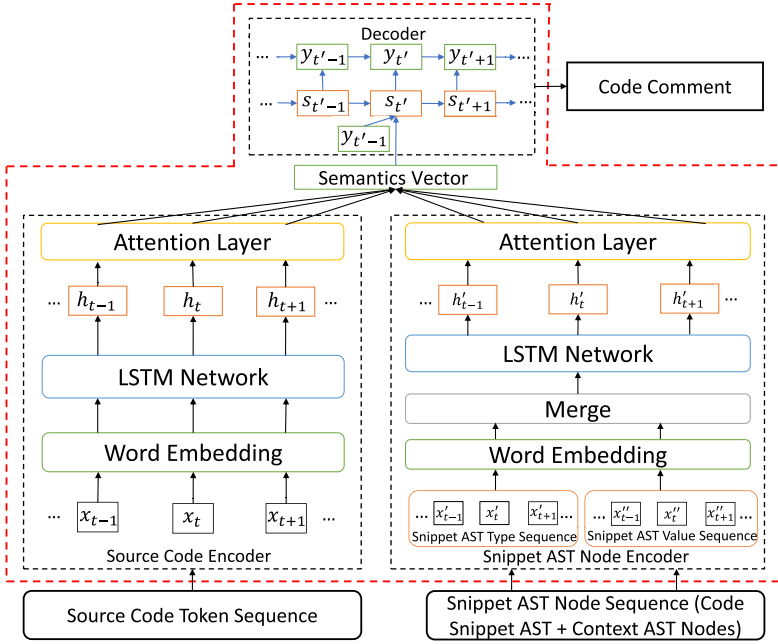 Decoder
... y_{t'-1} y_{t'} y_{t'+1} ...
... s_{t'-1} s_{t'} s_{t'+1} ...
y_{t'-1}
Code Comment
Semantics Vector
Attention Layer
... h_{t-1} h_t h_{t+1} ...
LSTM Network
Word Embedding
... x_{t-1} x_t x_{t+1} ...
Source Code Encoder
Source Code Token Sequence
Attention Layer
... h'_{t-1} h'_t h'_{t+1} ...
LSTM Network
Merge
Word Embedding
... x'_{t-1} x'_t x'_{t+1} ...
Snippet AST Type Sequence
... x''_{t-1} x''_t x''_{t+1} ...
Snippet AST Value Sequence
Snippet AST Node Encoder
Snippet AST Node Sequence (Code
Snippet AST + Context AST Nodes)